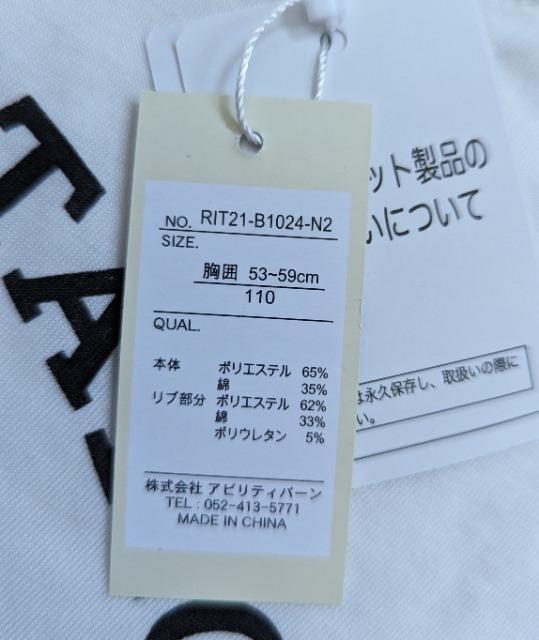 NO. RIT21-B1024-N2
SIZE.
胸囲 53~59cm
110
QUAL.
本体 ポリエステル 65%
綿 35%
リブ部分 ポリエステル 62%
綿 33%
ポリウレタン 5%
株式会社 アビリティバーン
TEL : 052-413-5771
MADE IN CHINA
ット製品の
いについて
は永久保存し、取扱いの際に
い。
TA